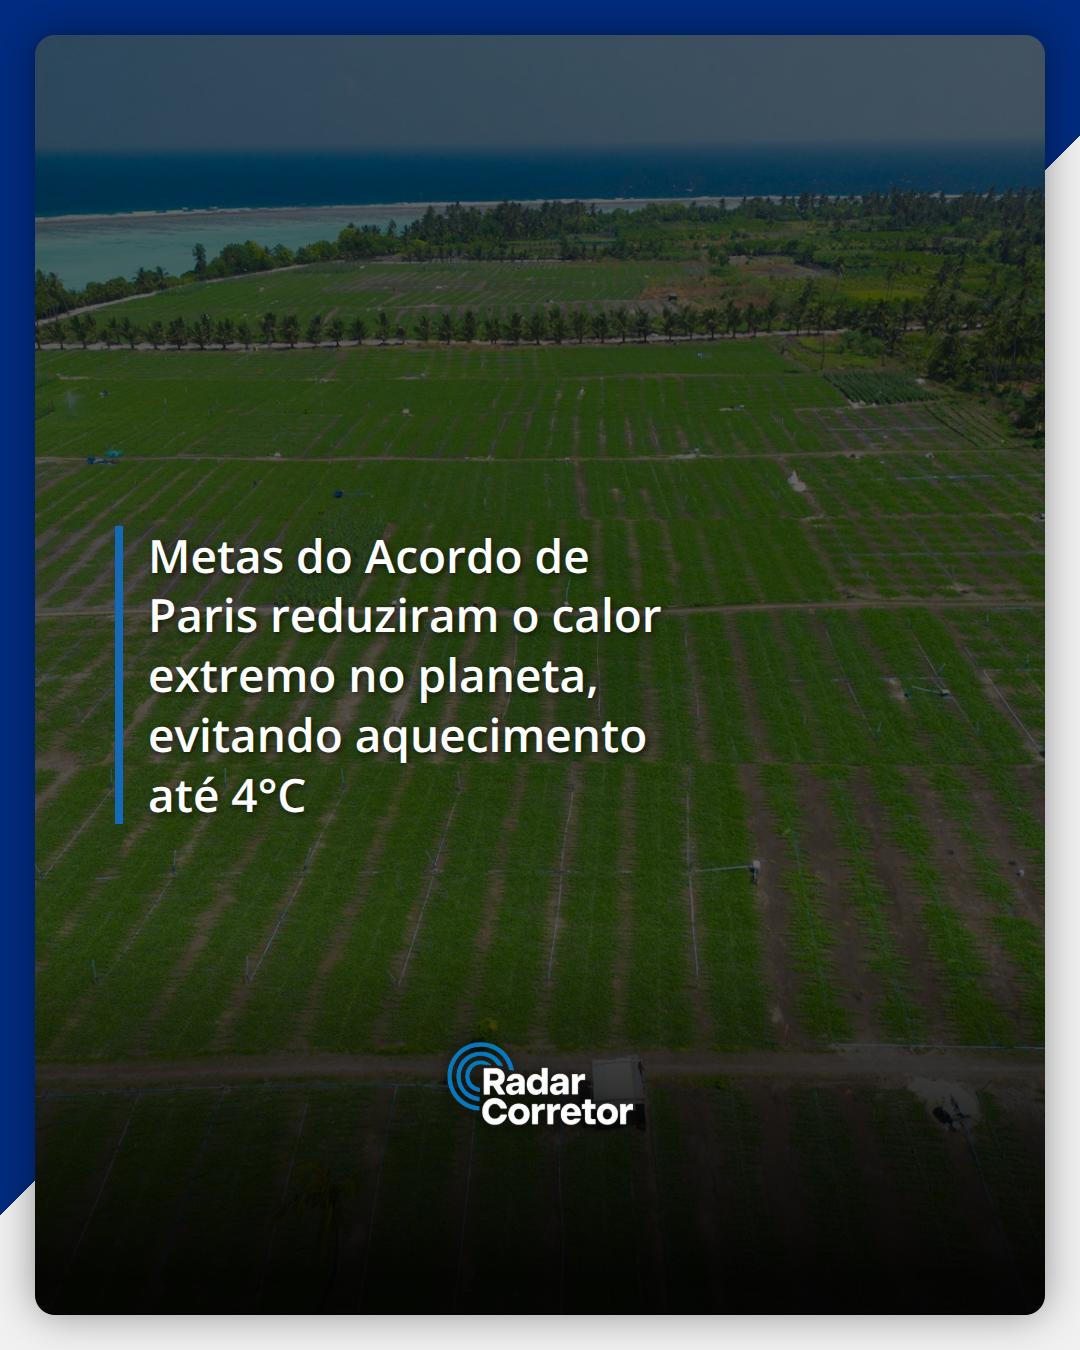 Metas do Acordo de
Paris reduziram o calor
extremo no planeta,
evitando aquecimento
até 4°C
Radar
Corretor